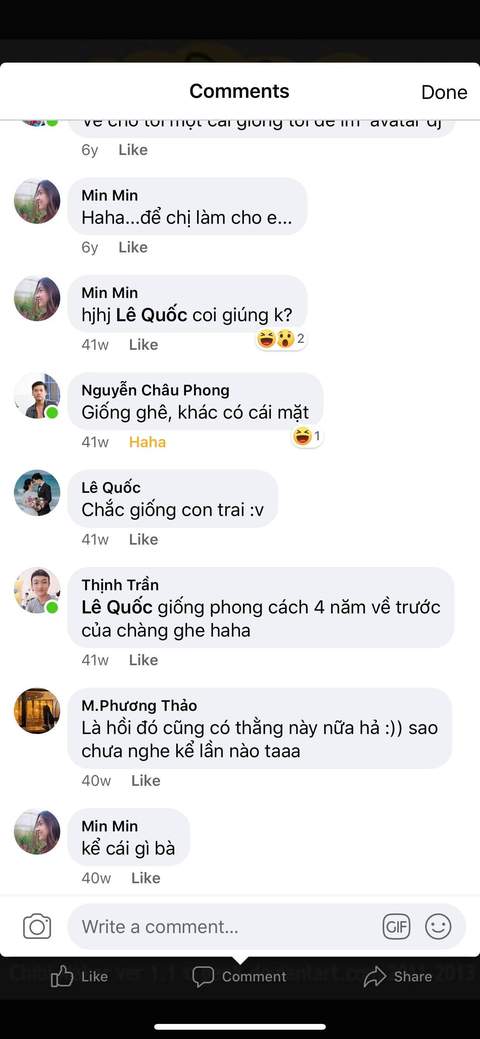 Comments
Done
Vẽ cho tôi một cái giống tôi để lm avatar dj
6y Like
Min Min
Haha...để chị làm cho e...
6y Like
Min Min
hjhj Lê Quốc coi giúng k?
41w Like
2
Nguyễn Châu Phong
Giống ghê, khác có cái mặt
41w Haha
1
Lê Quốc
Chắc giống con trai :v
41w Like
Thịnh Trần
Lê Quốc giống phong cách 4 năm về trước
của chàng ghe haha
41w Like
M.Phương Thảo
Là hồi đó cũng có thằng này nữa hả :)) sao
chưa nghe kể lần nào taaa
40w Like
Min Min
kể cái gì bà
40w Like
Write a comment...
GIF
Like Comment Share